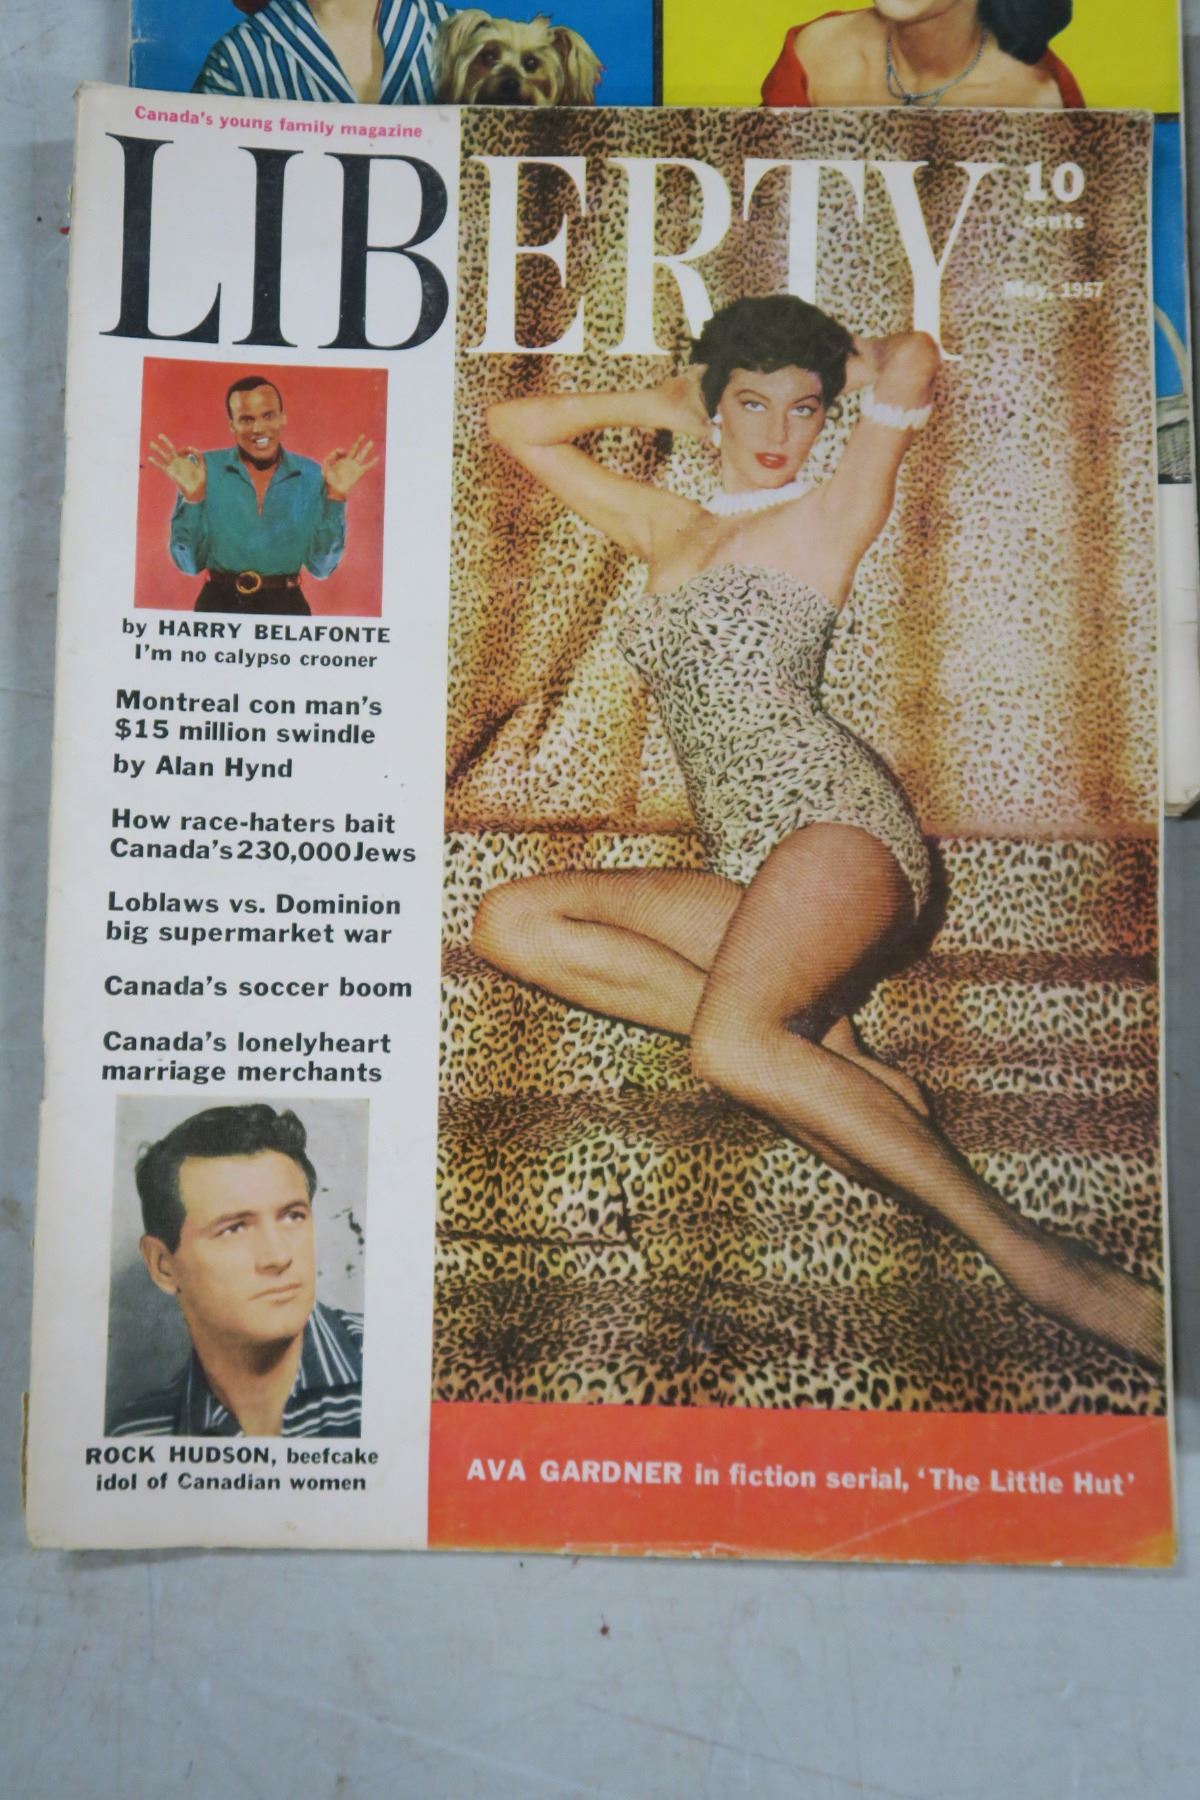 Canada's young family magazine
LIBERTY
10
cents
May, 1957
by HARRY BELAFONTE
I'm no calypso crooner
Montreal con man's
$15 million swindle
by Alan Hynd
How race-haters bait
Canada's 230,000 Jews
Loblaws vs. Dominion
big supermarket war
Canada's soccer boom
Canada's lonelyheart
marriage merchants
ROCK HUDSON, beefcake
idol of Canadian women
AVA GARDNER in fiction serial, 'The Little Hut'